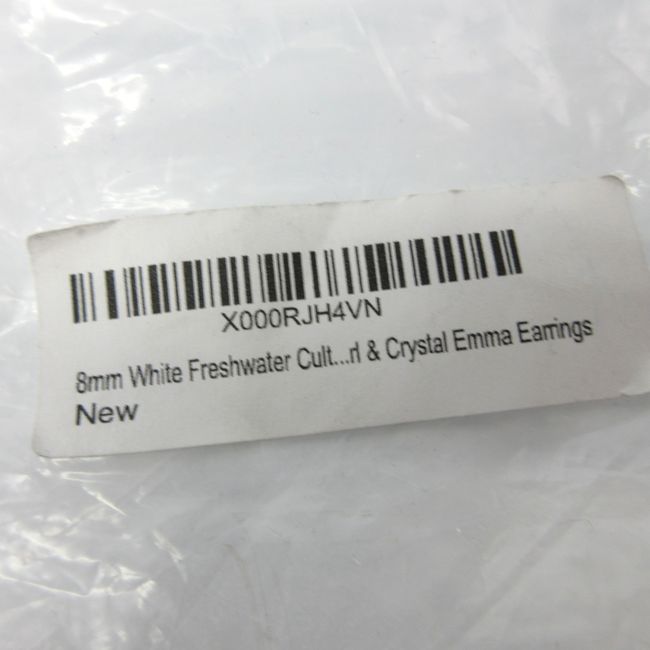 X000RJH4VN
8mm White Freshwater Cult...rl & Crystal Emma Earrings
New